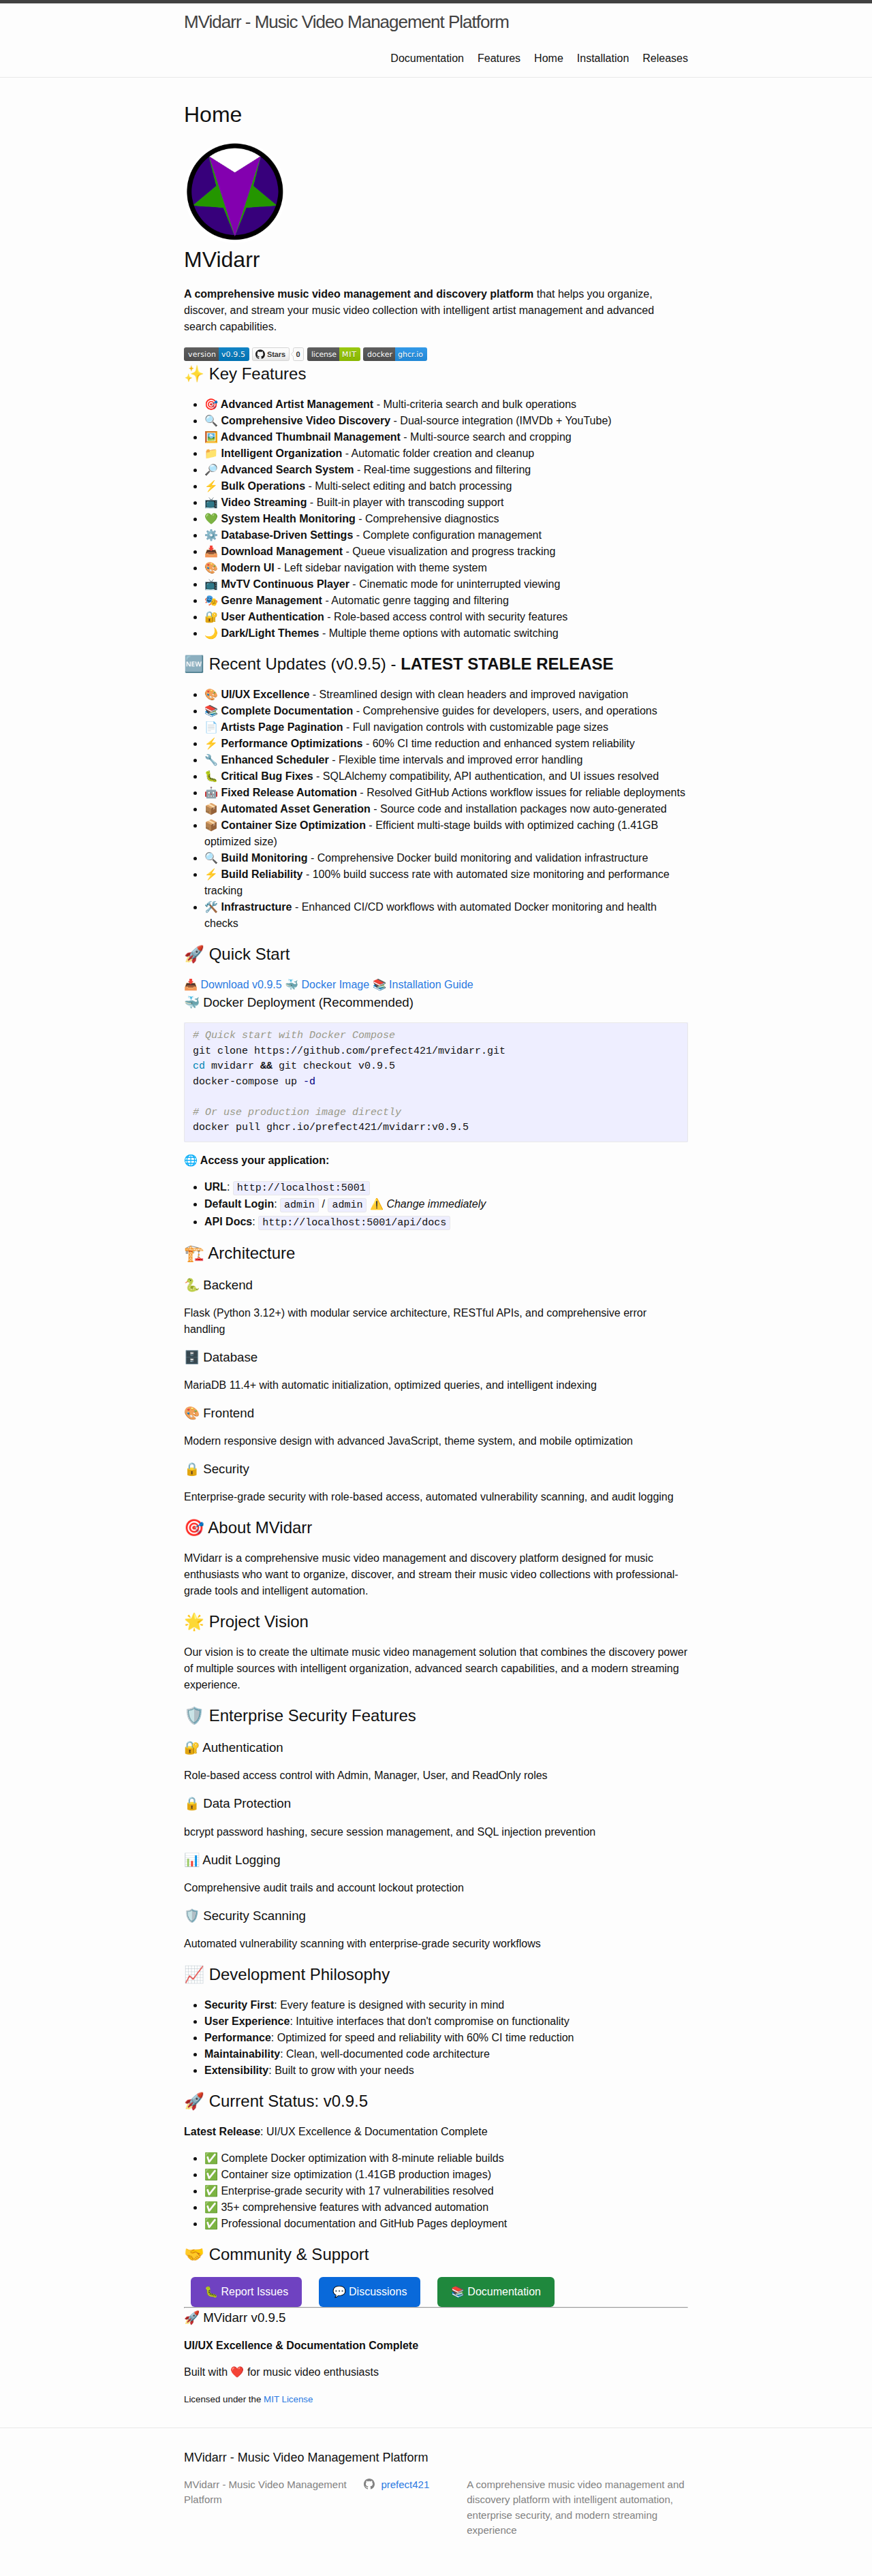 MVidarr - Music Video Management Platform
Documentation Features Home Installation Releases
Home
MVidarr
A comprehensive music video management and discovery platform that helps you organize,
discover, and stream your music video collection with intelligent artist management and advanced
search capabilities.
version v0.9.5 Stars 0 license MIT docker ghcr.io
✨ Key Features
• 🎯 Advanced Artist Management - Multi-criteria search and bulk operations
• 🔍 Comprehensive Video Discovery - Dual-source integration (IMVDb + YouTube)
• 🖼️ Advanced Thumbnail Management - Multi-source search and cropping
• 📁 Intelligent Organization - Automatic folder creation and cleanup
• 🔎 Advanced Search System - Real-time suggestions and filtering
• ⚡ Bulk Operations - Multi-select editing and batch processing
• 📺 Video Streaming - Built-in player with transcoding support
• 💚 System Health Monitoring - Comprehensive diagnostics
• ⚙️ Database-Driven Settings - Complete configuration management
• 📥 Download Management - Queue visualization and progress tracking
• 🎨 Modern UI - Left sidebar navigation with theme system
• 📺 MvTV Continuous Player - Cinematic mode for uninterrupted viewing
• 🎭 Genre Management - Automatic genre tagging and filtering
• 🔐 User Authentication - Role-based access control with security features
• 🌙 Dark/Light Themes - Multiple theme options with automatic switching
🆕 Recent Updates (v0.9.5) - LATEST STABLE RELEASE
• 🎨 UI/UX Excellence - Streamlined design with clean headers and improved navigation
• 📚 Complete Documentation - Comprehensive guides for developers, users, and operations
• 📄 Artists Page Pagination - Full navigation controls with customizable page sizes
• ⚡ Performance Optimizations - 60% CI time reduction and enhanced system reliability
• 🔧 Enhanced Scheduler - Flexible time intervals and improved error handling
• 🐛 Critical Bug Fixes - SQLAlchemy compatibility, API authentication, and UI issues resolved
• 🤖 Fixed Release Automation - Resolved GitHub Actions workflow issues for reliable deployments
• 📦 Automated Asset Generation - Source code and installation packages now auto-generated
• 📦 Container Size Optimization - Efficient multi-stage builds with optimized caching (1.41GB
optimized size)
• 🔍 Build Monitoring - Comprehensive Docker build monitoring and validation infrastructure
• ⚡ Build Reliability - 100% build success rate with automated size monitoring and performance
tracking
• 🛠️ Infrastructure - Enhanced CI/CD workflows with automated Docker monitoring and health
checks
🚀 Quick Start
📥 Download v0.9.5 🐳 Docker Image 📚 Installation Guide
🐳 Docker Deployment (Recommended)
# Quick start with Docker Compose
git clone https://github.com/prefect421/mvidarr.git
cd mvidarr && git checkout v0.9.5
docker-compose up -d
# Or use production image directly
docker pull ghcr.io/prefect421/mvidarr:v0.9.5
🌐 Access your application:
• URL: http://localhost:5001
• Default Login: admin / admin ⚠️ Change immediately
• API Docs: http://localhost:5001/api/docs
🏗️ Architecture
🐍 Backend
Flask (Python 3.12+) with modular service architecture, RESTful APIs, and comprehensive error
handling
🗄️ Database
MariaDB 11.4+ with automatic initialization, optimized queries, and intelligent indexing
🎨 Frontend
Modern responsive design with advanced JavaScript, theme system, and mobile optimization
🔒 Security
Enterprise-grade security with role-based access, automated vulnerability scanning, and audit logging
🎯 About MVidarr
MVidarr is a comprehensive music video management and discovery platform designed for music
enthusiasts who want to organize, discover, and stream their music video collections with professional-
grade tools and intelligent automation.
🌟 Project Vision
Our vision is to create the ultimate music video management solution that combines the discovery power
of multiple sources with intelligent organization, advanced search capabilities, and a modern streaming
experience.
🛡️ Enterprise Security Features
🔐 Authentication
Role-based access control with Admin, Manager, User, and ReadOnly roles
🔒 Data Protection
bcrypt password hashing, secure session management, and SQL injection prevention
📊 Audit Logging
Comprehensive audit trails and account lockout protection
🛡️ Security Scanning
Automated vulnerability scanning with enterprise-grade security workflows
📈 Development Philosophy
• Security First: Every feature is designed with security in mind
• User Experience: Intuitive interfaces that don't compromise on functionality
• Performance: Optimized for speed and reliability with 60% CI time reduction
• Maintainability: Clean, well-documented code architecture
• Extensibility: Built to grow with your needs
🚀 Current Status: v0.9.5
Latest Release: UI/UX Excellence & Documentation Complete
• ✅ Complete Docker optimization with 8-minute reliable builds
• ✅ Container size optimization (1.41GB production images)
• ✅ Enterprise-grade security with 17 vulnerabilities resolved
• ✅ 35+ comprehensive features with advanced automation
• ✅ Professional documentation and GitHub Pages deployment
🤝 Community & Support
🐛 Report Issues 💬 Discussions 📚 Documentation
🚀 MVidarr v0.9.5
UI/UX Excellence & Documentation Complete
Built with ❤️ for music video enthusiasts
Licensed under the MIT License
MVidarr - Music Video Management Platform
MVidarr - Music Video Management
Platform
prefect421
A comprehensive music video management and
discovery platform with intelligent automation,
enterprise security, and modern streaming
experience